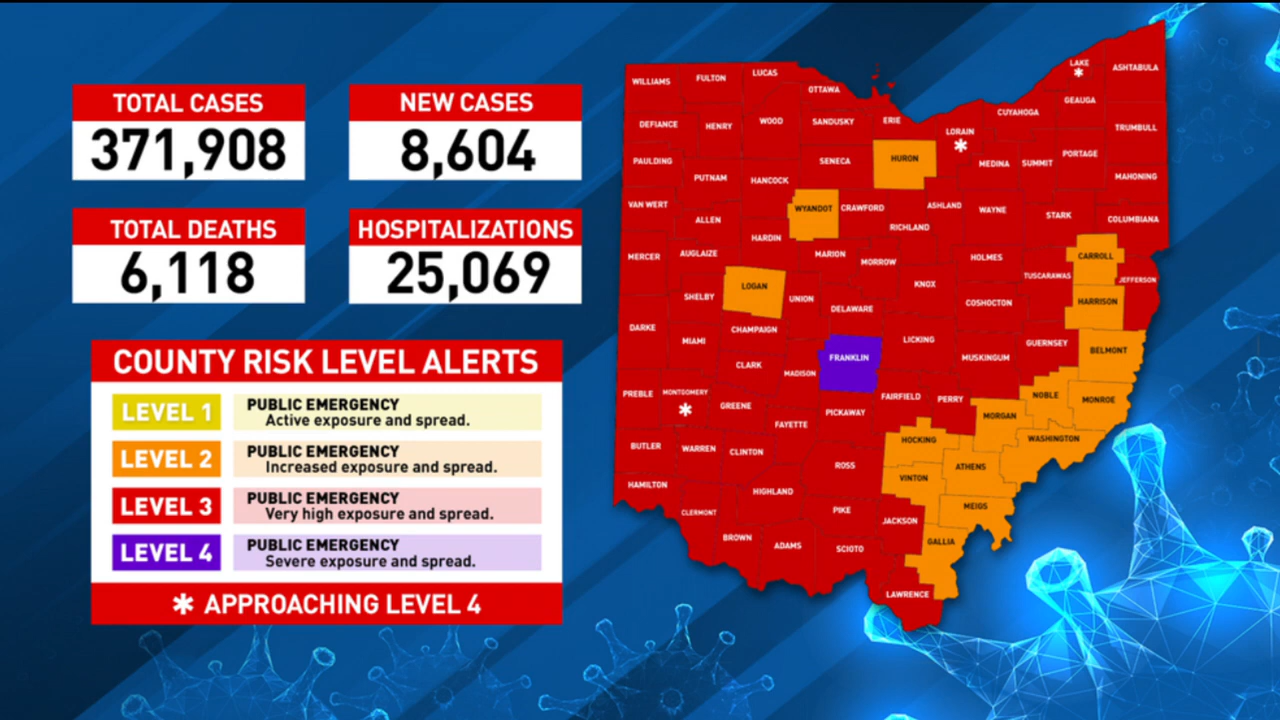 TOTAL CASES
371,908
NEW CASES
8,604
TOTAL DEATHS
6,118
HOSPITALIZATIONS
25,069
COUNTY RISK LEVEL ALERTS
LEVEL 1
PUBLIC EMERGENCY
Active exposure and spread.
LEVEL 2
PUBLIC EMERGENCY
Increased exposure and spread.
LEVEL 3
PUBLIC EMERGENCY
Very high exposure and spread.
LEVEL 4
PUBLIC EMERGENCY
Severe exposure and spread.
* APPROACHING LEVEL 4
WILLIAMS
FULTON
LUCAS
OTTAWA
LAKE
*
ASHTABULA
DEFIANCE
HENRY
WOOD
SANDUSKY
ERIE
LORAIN
*
CUYAHOGA
GEAUGA
TRUMBULL
PAULDING
PUTNAM
HANCOCK
SENECA
HURON
MEDINA
SUMMIT
PORTAGE
MAHONING
VAN WERT
ALLEN
HARDIN
WYANDOT
CRAWFORD
RICHLAND
ASHLAND
WAYNE
STARK
COLUMBIANA
MERCER
AUGLAIZE
MARION
MORROW
HOLMES
TUSCARAWAS
CARROLL
JEFFERSON
SHELBY
LOGAN
UNION
DELAWARE
KNOX
COSHOCTON
HARRISON
DARKE
MIAMI
CHAMPAIGN
CLARK
MADISON
FRANKLIN
LICKING
MUSKINGUM
GUERNSEY
BELMONT
PREBLE
MONTGOMERY
*
GREENE
FAYETTE
PICKAWAY
FAIRFIELD
PERRY
MORGAN
NOBLE
MONROE
BUTLER
WARREN
CLINTON
ROSS
HOCKING
ATHENS
WASHINGTON
HAMILTON
CLERMONT
HIGHLAND
PIKE
VINTON
JACKSON
MEIGS
BROWN
ADAMS
SCIOTO
GALLIA
LAWRENCE